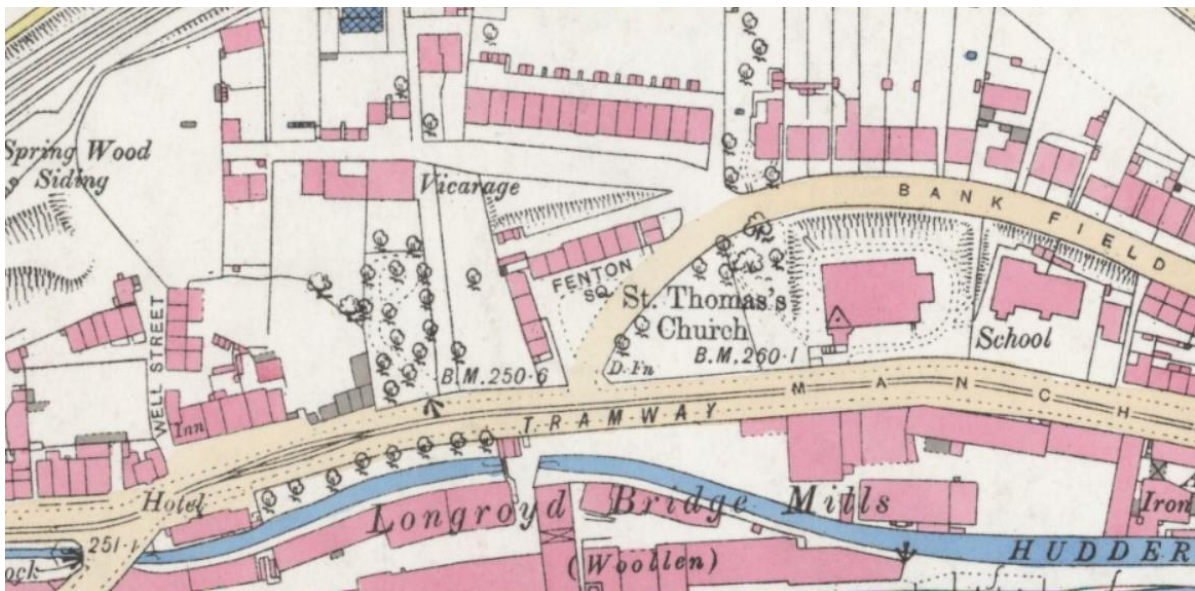 Spring Wood
Siding
Vicarage
BANK FIELD
FENTON
SQ.
St. Thomas's
Church
B.M. 260·1
School
WELL STREET
B.M. 250·6
D. Fn
MANCH
TRAMWAY
Inn
Hotel
Longroyd Bridge Mills
(Woollen)
Iron
251·1
ock
HUDDER